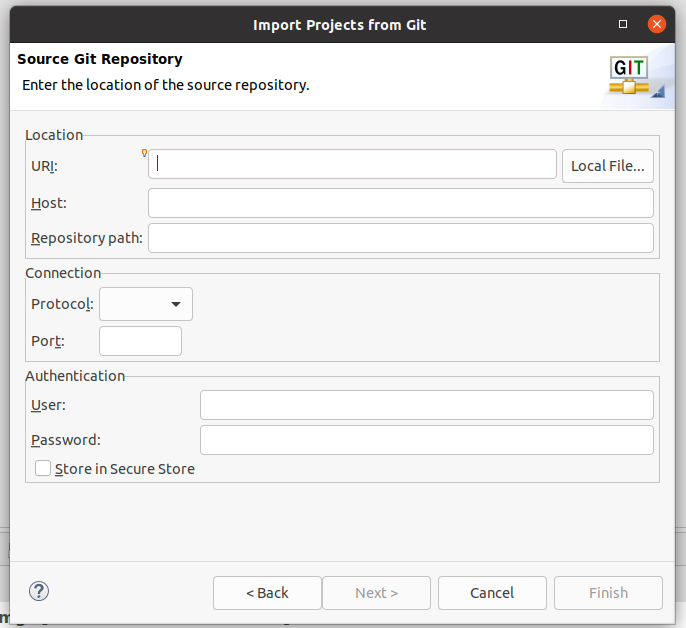 Import Projects from Git
Source Git Repository
Enter the location of the source repository.
GIT
Location
URI:
Local File...
Host:
Repository path:
Connection
Protocol:
Port:
Authentication
User:
Password:
Store in Secure Store
?
< Back
Next >
Cancel
Finish